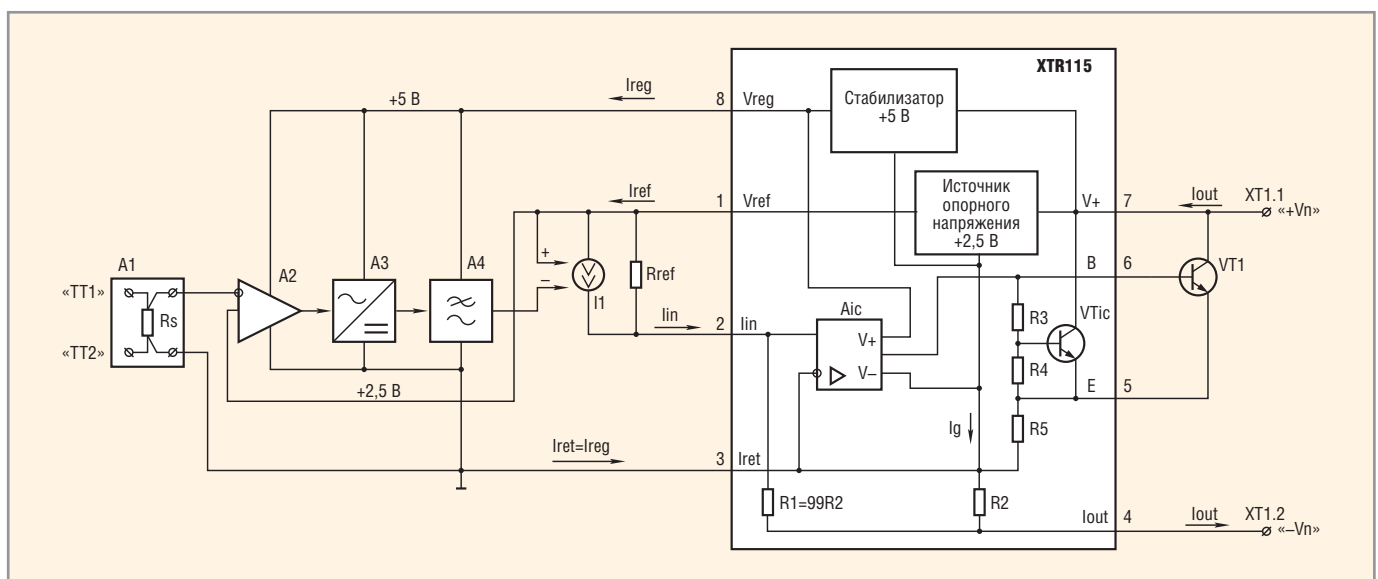 XTR115
Ireg
+5 В
8
Vreg
Стабилизатор
+5 В
Iref
1
Vref
Источник
опорного
напряжения
+2,5 В
V+
7
Iout
XT1.1
«+Vn»
A1
«TT1»
Rs
«TT2»
A2
A3
A4
+
–
I1
Rref
Iin
2
Iin
Aic
V+
V–
B
6
VT1
R3
VTic
R4
E
5
R5
+2,5 В
Ig
Iret=Ireg
3
Iret
R1=99R2
R2
Iout
4
Iout
XT1.2
«–Vn»